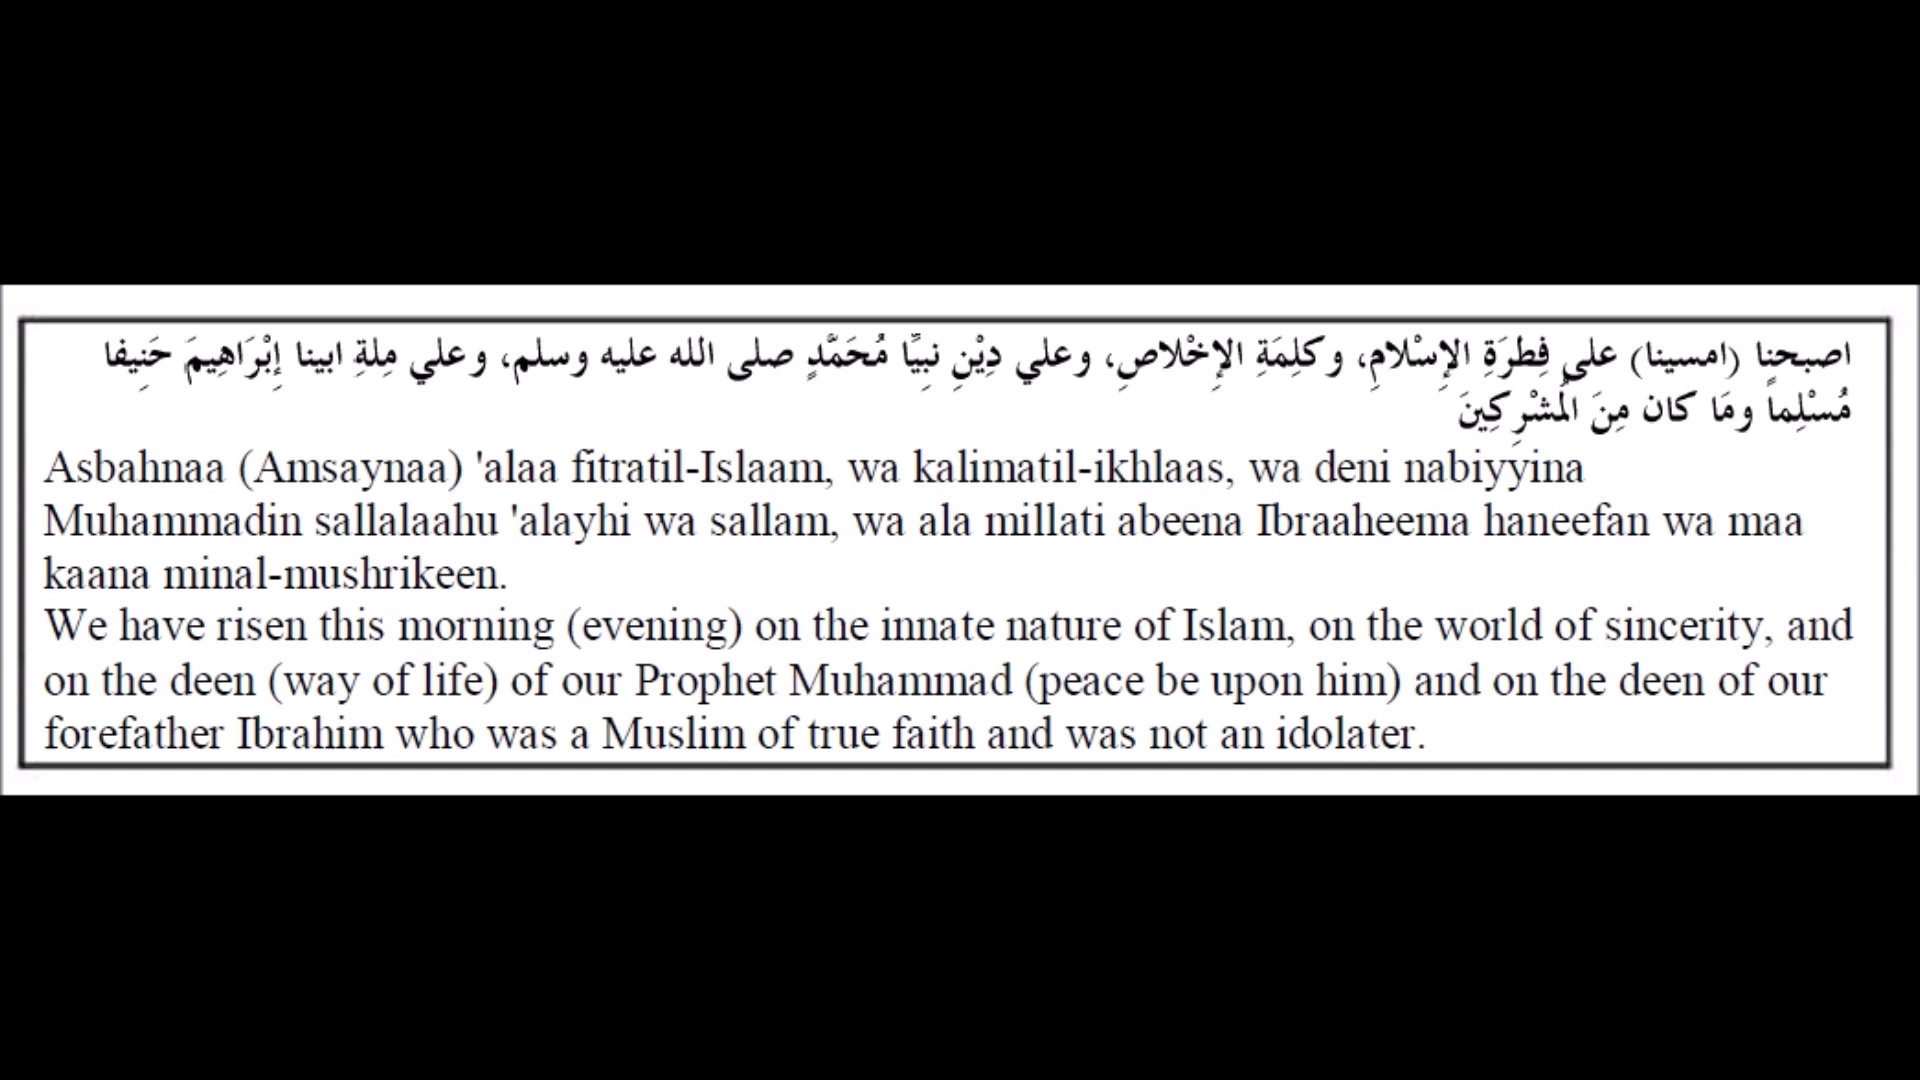 اصبحنا (امسينا) على فِطرَةِ الإِسْلامِ، وكلِمَةِ الإِخْلاصِ، وعلي دِيْنِ نبِيِّا مُحَمَّدٍ صلى الله عليه وسلم، وعلي مِلةِ ابينا إِبْرَاهِيمَ حَنِيفا
مُسْلِماً ومَا كان مِنَ الُمشْرِكِينَ
Asbahnaa (Amsaynaa) 'alaa fitratil-Islaam, wa kalimatil-ikhlaas, wa deni nabiyyina
Muhammadin sallalaahu 'alayhi wa sallam, wa ala millati abeena Ibraaheema haneefan wa maa
kaana minal-mushrikeen.
We have risen this morning (evening) on the innate nature of Islam, on the world of sincerity, and
on the deen (way of life) of our Prophet Muhammad (peace be upon him) and on the deen of our
forefather Ibrahim who was a Muslim of true faith and was not an idolater.